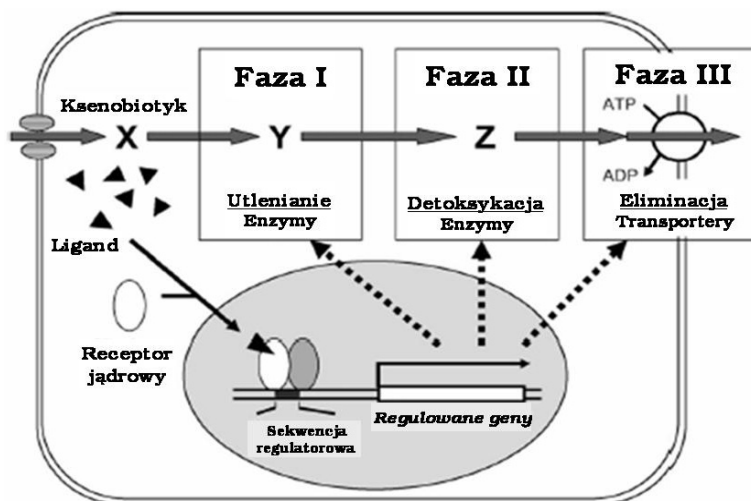 Faza I
Faza II
Faza III
Ksenobiotyk
X
Y
Z
ATP
ADP
Utlenianie
Enzymy
Detoksykacja
Enzymy
Eliminacja
Transportery
Ligand
Receptor
jądrowy
Sekwencja
regulatorowa
Regulowane geny